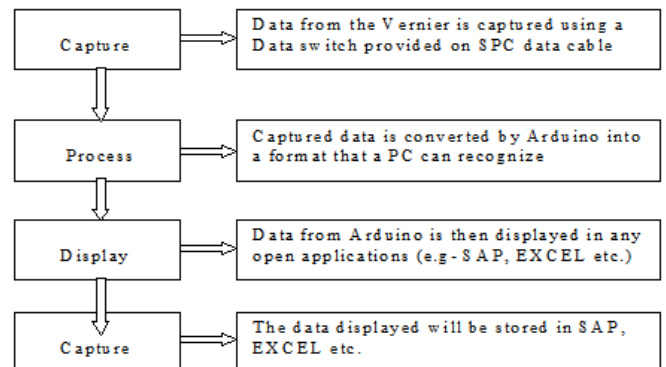 Capture
Data from the Vernier is captured using a
Data switch provided on SPC data cable
Process
Captured data is converted by Arduino into
a format that a PC can recognize
Display
Data from Arduino is then displayed in any
open applications (e.g - SAP, EXCEL etc.)
Capture
The data displayed will be stored in SAP,
EXCEL etc.